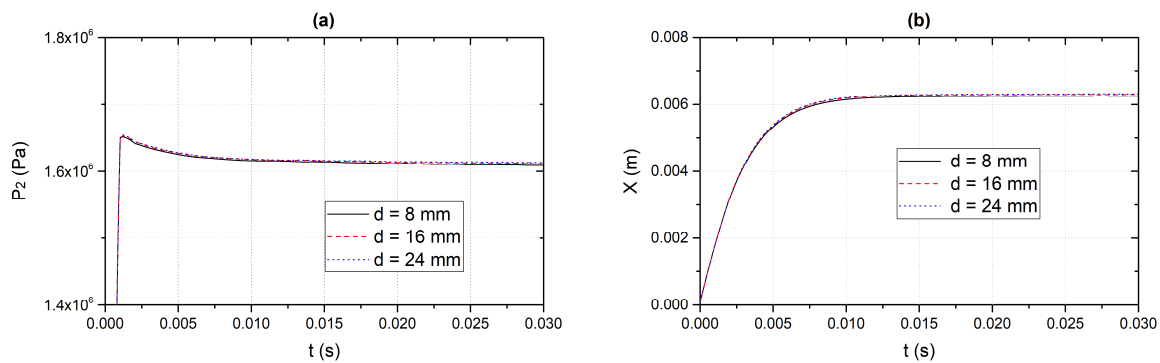 (a)
1.8x10⁶
1.6x10⁶
1.4x10⁶
P₂ (Pa)
d = 8 mm
d = 16 mm
d = 24 mm
0.000 0.005 0.010 0.015 0.020 0.025 0.030
t (s)
(b)
0.008
0.006
0.004
0.002
0.000
X (m)
d = 8 mm
d = 16 mm
d = 24 mm
0.000 0.005 0.010 0.015 0.020 0.025 0.030
t (s)